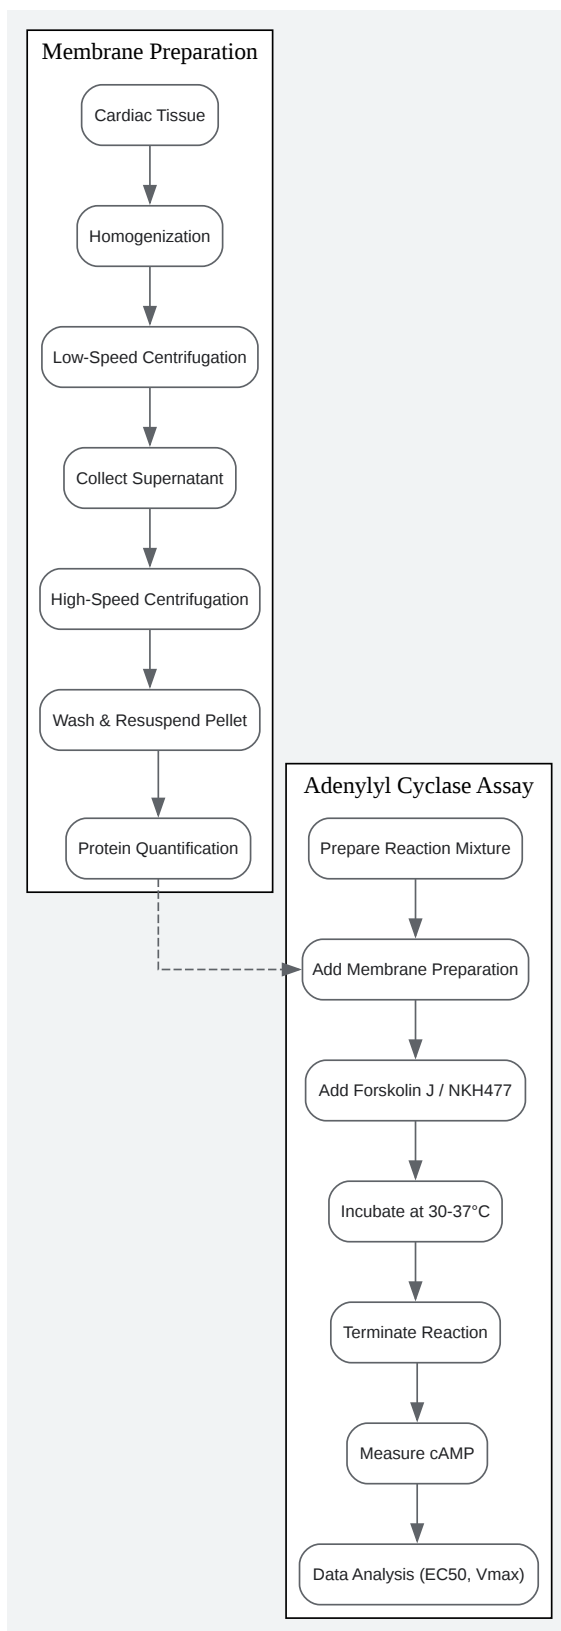 Membrane Preparation
Cardiac Tissue
Homogenization
Low-Speed Centrifugation
Collect Supernatant
High-Speed Centrifugation
Wash & Resuspend Pellet
Protein Quantification
Adenylyl Cyclase Assay
Prepare Reaction Mixture
Add Membrane Preparation
Add Forskolin J / NKH477
Incubate at 30-37°C
Terminate Reaction
Measure cAMP
Data Analysis (EC50, Vmax)